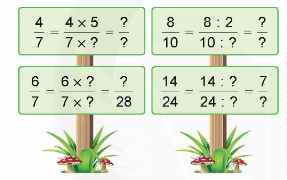 4/7 = 4 × 5 / 7 × ? = ?/?
8/10 = 8 : 2 / 10 : ? = ?/?
6/7 = 6 × ? / 7 × ? = ?/28
14/24 = 14 : ? / 24 : ? = 7/?